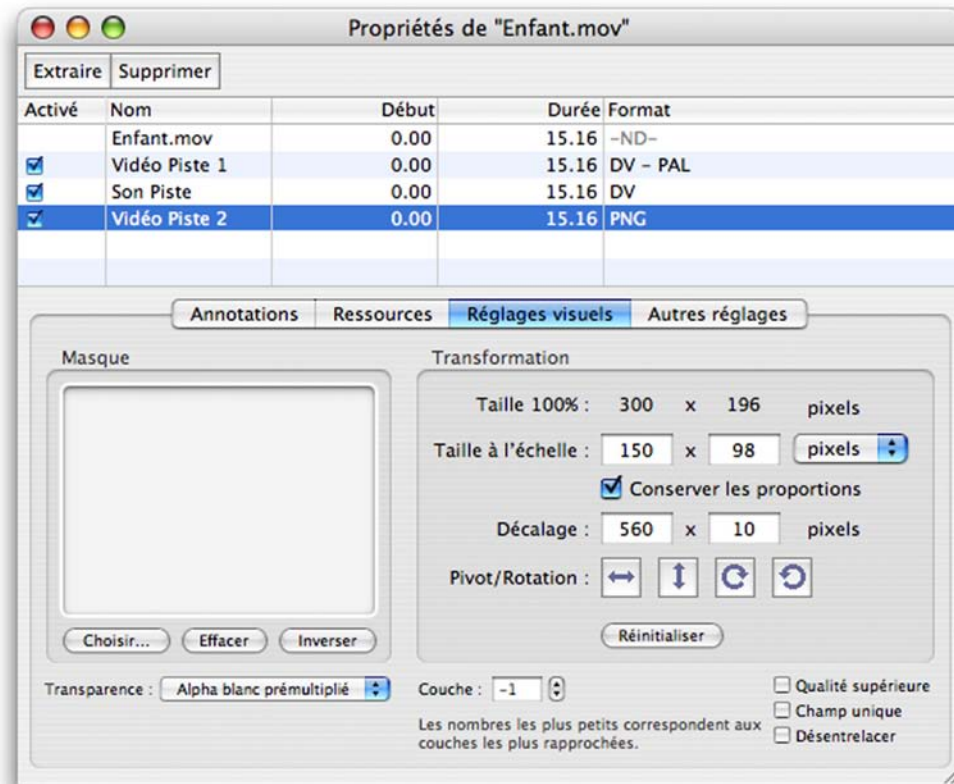 Propriétés de "Enfant.mov"
Extraire Supprimer
Activé Nom Début Durée Format
Enfant.mov 0.00 15.16 -ND-
Vidéo Piste 1 0.00 15.16 DV - PAL
Son Piste 0.00 15.16 DV
Vidéo Piste 2 0.00 15.16 PNG
Annotations Ressources Réglages visuels Autres réglages
Masque
Choisir... Effacer Inverser
Transparence : Alpha blanc prémultiplié
Transformation
Taille 100% : 300 x 196 pixels
Taille à l'échelle : 150 x 98 pixels
Conserver les proportions
Décalage : 560 x 10 pixels
Pivot/Rotation :
Réinitialiser
Couche : -1
Les nombres les plus petits correspondent aux
couches les plus rapprochées.
Qualité supérieure
Champ unique
Désentrelacer